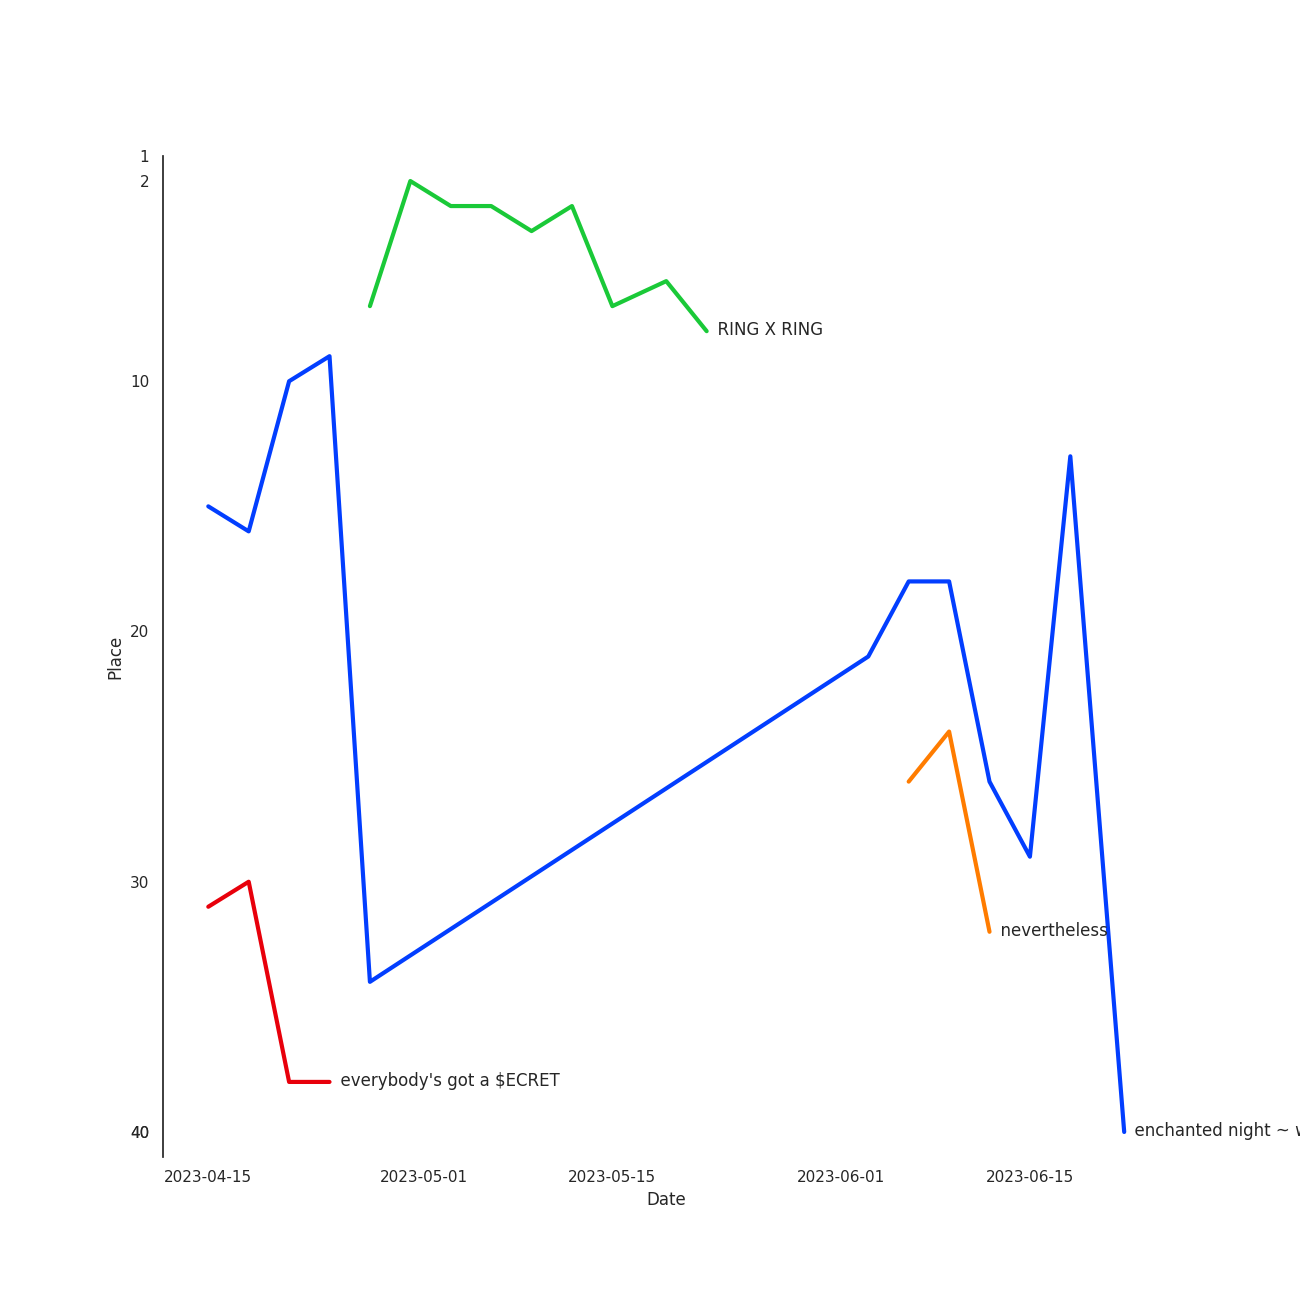 1
2
RING X RING
10
20
Place
30
nevertheless
everybody's got a $ECRET
40
enchanted night ~
2023-04-15 2023-05-01 2023-05-15 2023-06-01 2023-06-15
Date